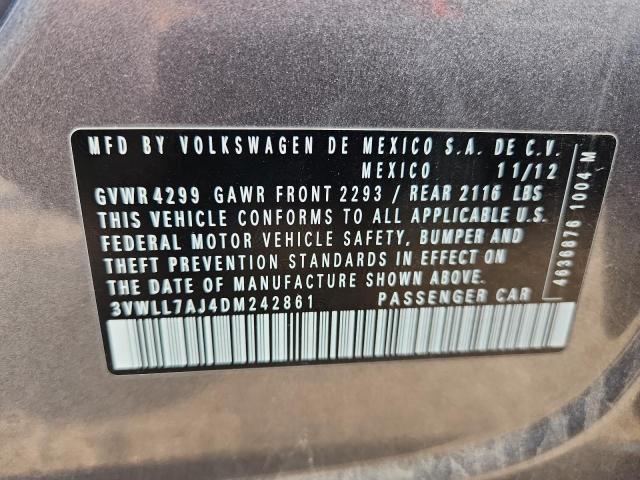 MFD BY VOLKSWAGEN DE MEXICO S.A. DE C.V.
MEXICO 11/12
GVWR 4299 GAWR FRONT 2293 / REAR 2116 LBS
THIS VEHICLE CONFORMS TO ALL APPLICABLE U.S.
FEDERAL MOTOR VEHICLE SAFETY, BUMPER AND
THEFT PREVENTION STANDARDS IN EFFECT ON
THE DATE OF MANUFACTURE SHOWN ABOVE.
3VWLL7AJ4DM242861 PASSENGER CAR
4636876 1004 M